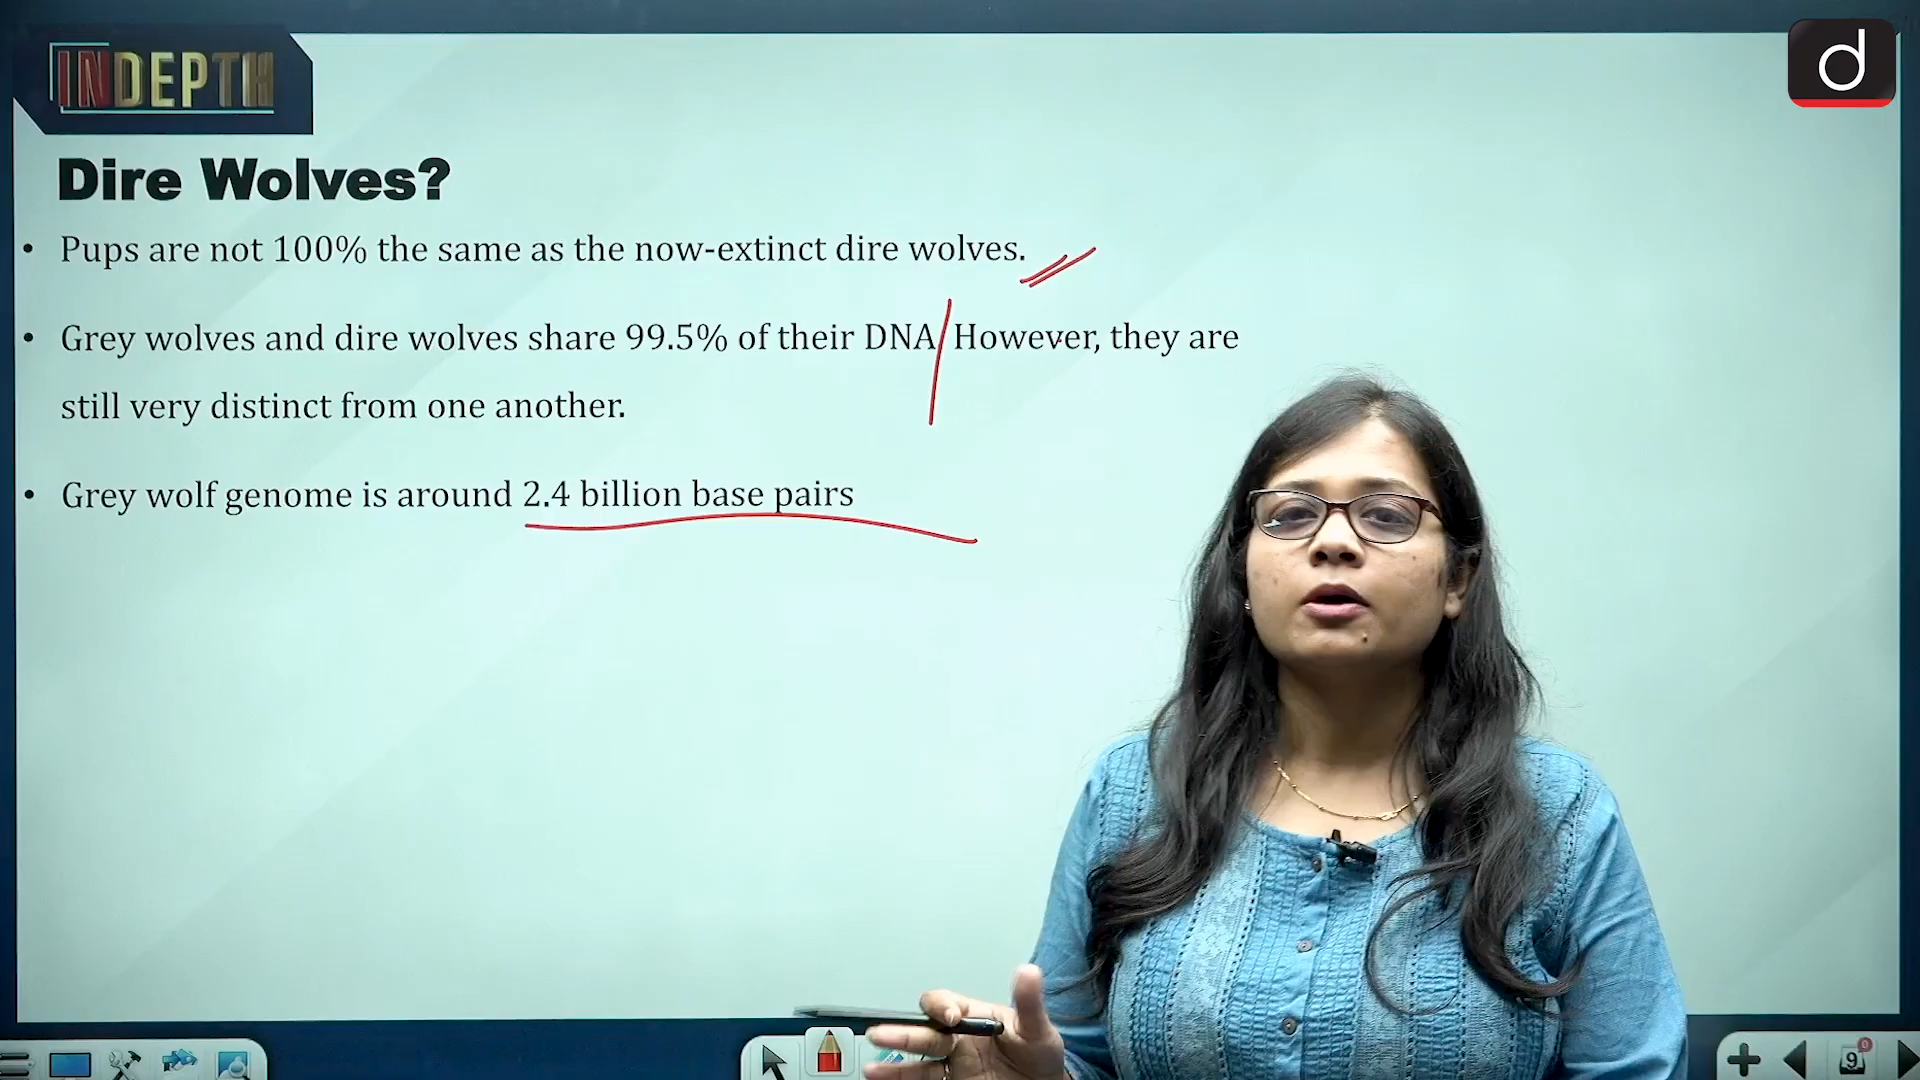 INDEPTH
d
Dire Wolves?
• Pups are not 100% the same as the now-extinct dire wolves.
• Grey wolves and dire wolves share 99.5% of their DNA However, they are
still very distinct from one another.
• Grey wolf genome is around 2.4 billion base pairs
9
0